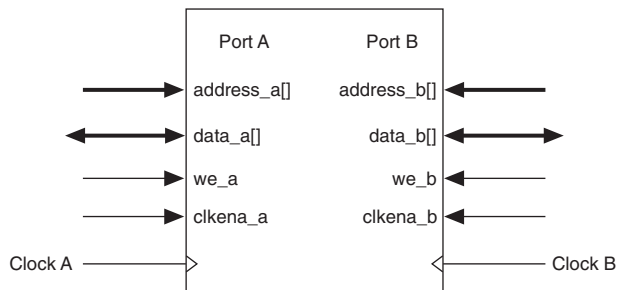 Port A Port B
address_a[] address_b[]
data_a[] data_b[]
we_a we_b
clkena_a clkena_b
Clock A Clock B